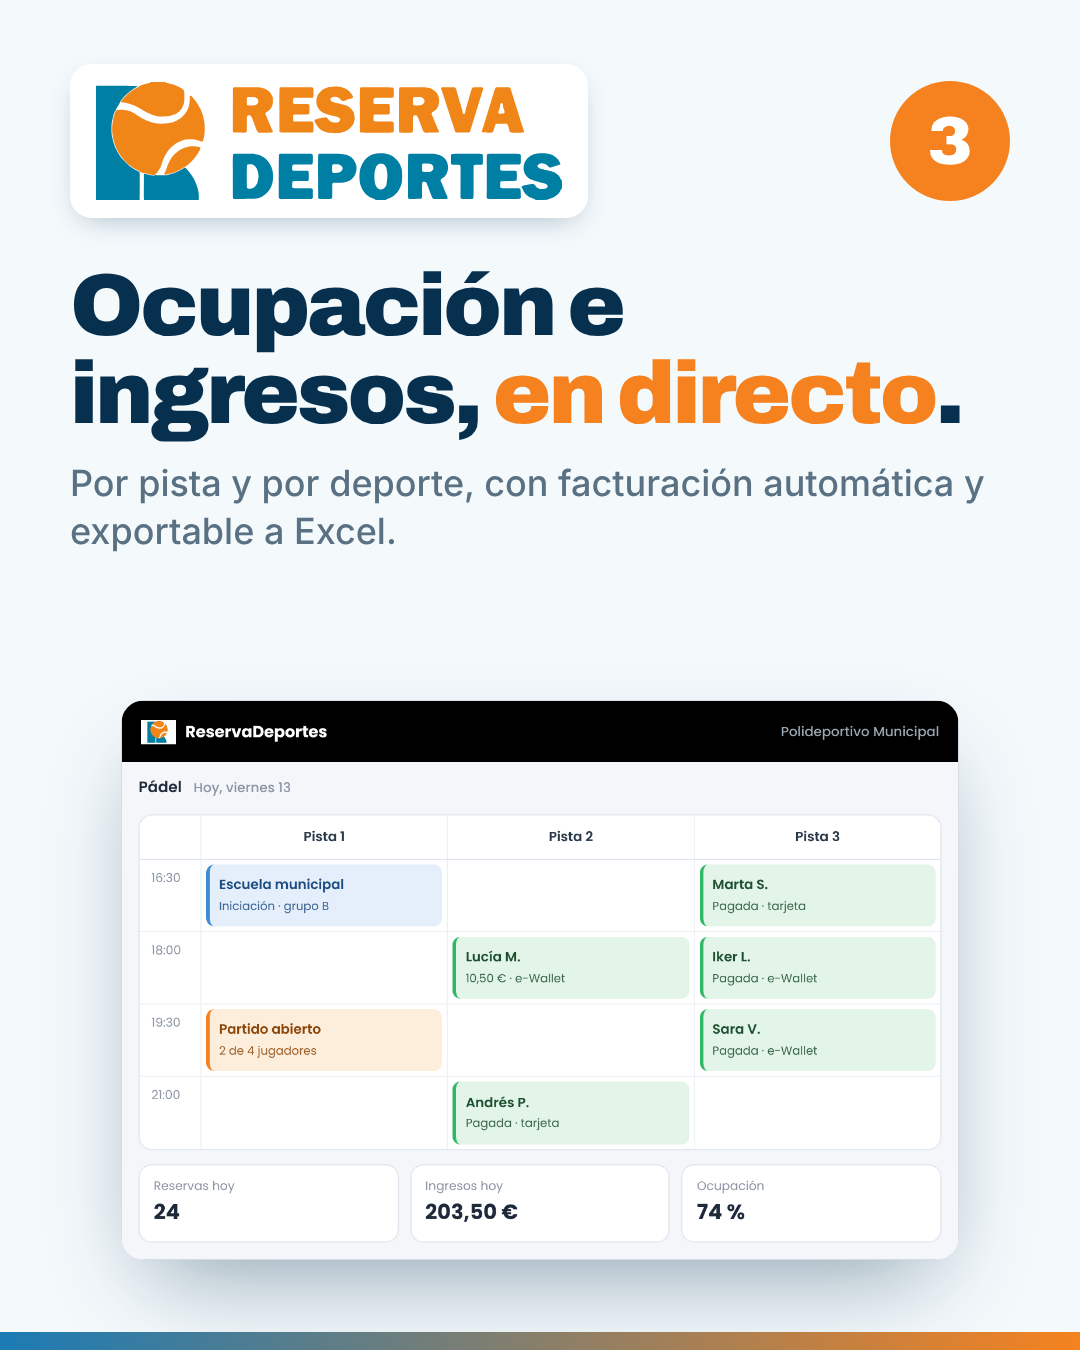 RESERVA
DEPORTES
3
Ocupación e
ingresos, en directo.
Por pista y por deporte, con facturación automática y
exportable a Excel.
ReservaDeportes
Polideportivo Municipal
Pádel Hoy, viernes 13
Pista 1 Pista 2 Pista 3
16:30
Escuela municipal
Iniciación · grupo B
Marta S.
Pagada · tarjeta
18:00
Lucía M.
10,50 € · e-Wallet
Iker L.
Pagada · e-Wallet
19:30
Partido abierto
2 de 4 jugadores
Sara V.
Pagada · e-Wallet
21:00
Andrés P.
Pagada · tarjeta
Reservas hoy
24
Ingresos hoy
203,50 €
Ocupación
74 %